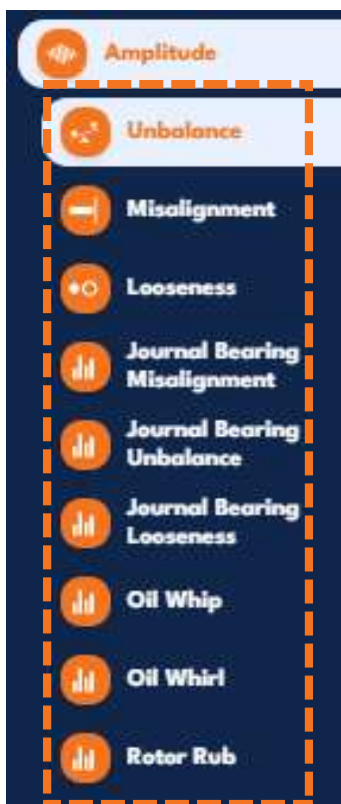 Amplitude
Unbalance
Misalignment
Looseness
Journal Bearing
Misalignment
Journal Bearing
Unbalance
Journal Bearing
Looseness
Oil Whip
Oil Whirl
Rotor Rub